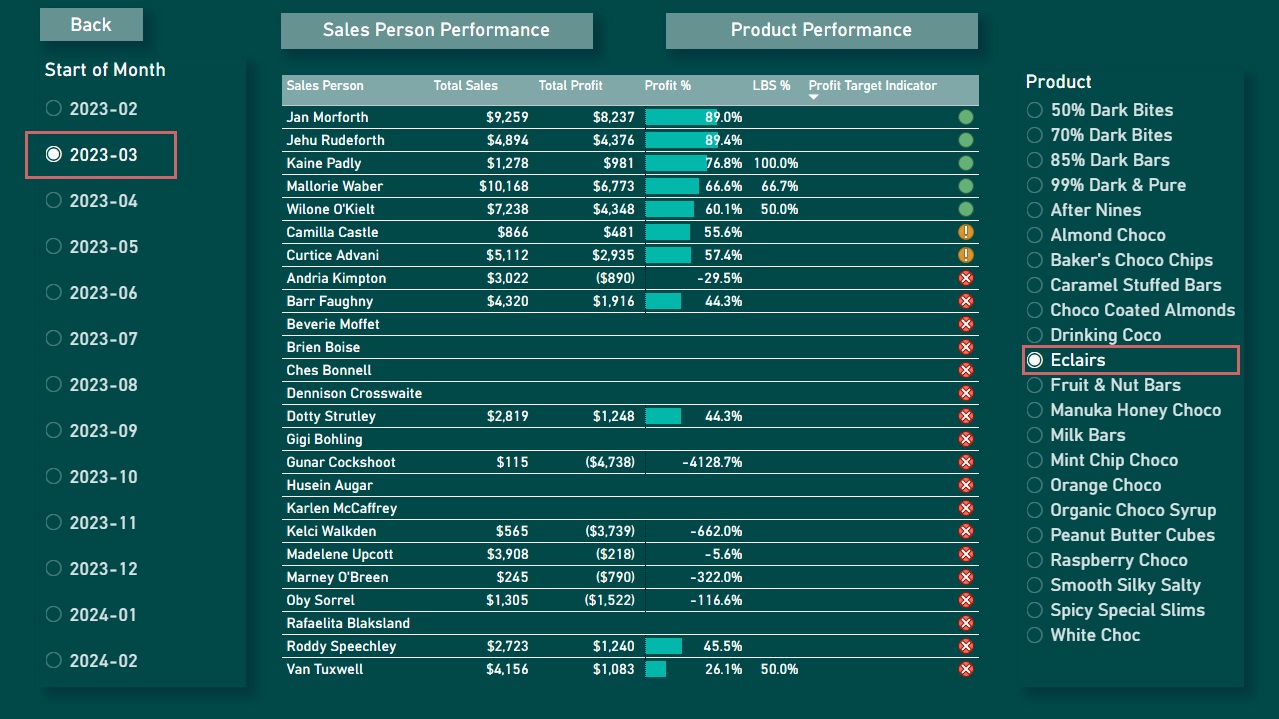 Back
Sales Person Performance
Product Performance
Start of Month
2023-02
2023-03
2023-04
2023-05
2023-06
2023-07
2023-08
2023-09
2023-10
2023-11
2023-12
2024-01
2024-02
Sales Person Total Sales Total Profit Profit % LBS % Profit Target Indicator
Jan Morforth $9,259 $8,237 89.0%
Jehu Rudeforth $4,894 $4,376 89.4%
Kaine Padly $1,278 $981 76.8% 100.0%
Mallorie Waber $10,168 $6,773 66.6% 66.7%
Wilone O'Kielt $7,238 $4,348 60.1% 50.0%
Camilla Castle $866 $481 55.6%
Curtice Advani $5,112 $2,935 57.4%
Andria Kimpton $3,022 ($890) -29.5%
Barr Faughny $4,320 $1,916 44.3%
Beverie Moffet
Brien Boise
Ches Bonnell
Dennison Crosswaite
Dotty Strutley $2,819 $1,248 44.3%
Gigi Bohling
Gunar Cockshoot $115 ($4,738) -4128.7%
Husein Augar
Karlen McCaffrey
Kelci Walkden $565 ($3,739) -662.0%
Madelene Upcott $3,908 ($218) -5.6%
Marney O'Breen $245 ($790) -322.0%
Oby Sorrel $1,305 ($1,522) -116.6%
Rafaelita Blaksland
Roddy Speechley $2,723 $1,240 45.5%
Van Tuxwell $4,156 $1,083 26.1% 50.0%
Product
50% Dark Bites
70% Dark Bites
85% Dark Bars
99% Dark & Pure
After Nines
Almond Choco
Baker's Choco Chips
Caramel Stuffed Bars
Choco Coated Almonds
Drinking Coco
Eclairs
Fruit & Nut Bars
Manuka Honey Choco
Milk Bars
Mint Chip Choco
Orange Choco
Organic Choco Syrup
Peanut Butter Cubes
Raspberry Choco
Smooth Silky Salty
Spicy Special Slims
White Choc